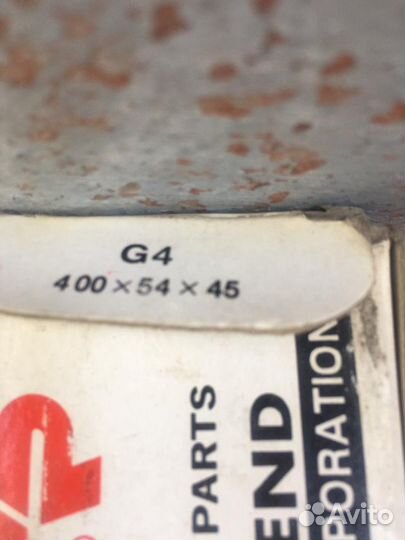 G4
400×54×45
PARTS
END
PORATION
Avito